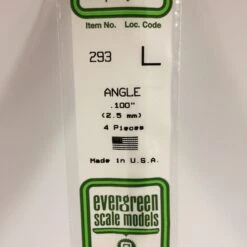 Item No. Loc. Code
293 L
ANGLE
.100"
(2.5 mm)
4 Pieces
Made in U.S.A.
evergreen
scale models